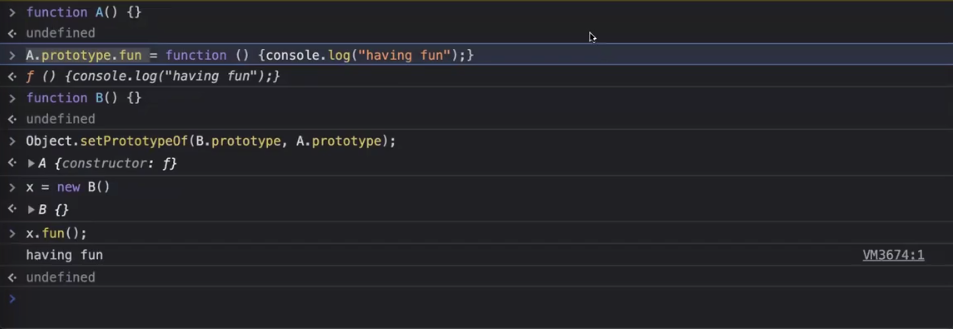 > function A() {}
< undefined
> A.prototype.fun = function () {console.log("having fun");}
< ƒ () {console.log("having fun");}
> function B() {}
< undefined
> Object.setPrototypeOf(B.prototype, A.prototype);
< ▶ A {constructor: ƒ}
> x = new B()
< ▶ B {}
> x.fun();
having fun VM3674:1
< undefined
>